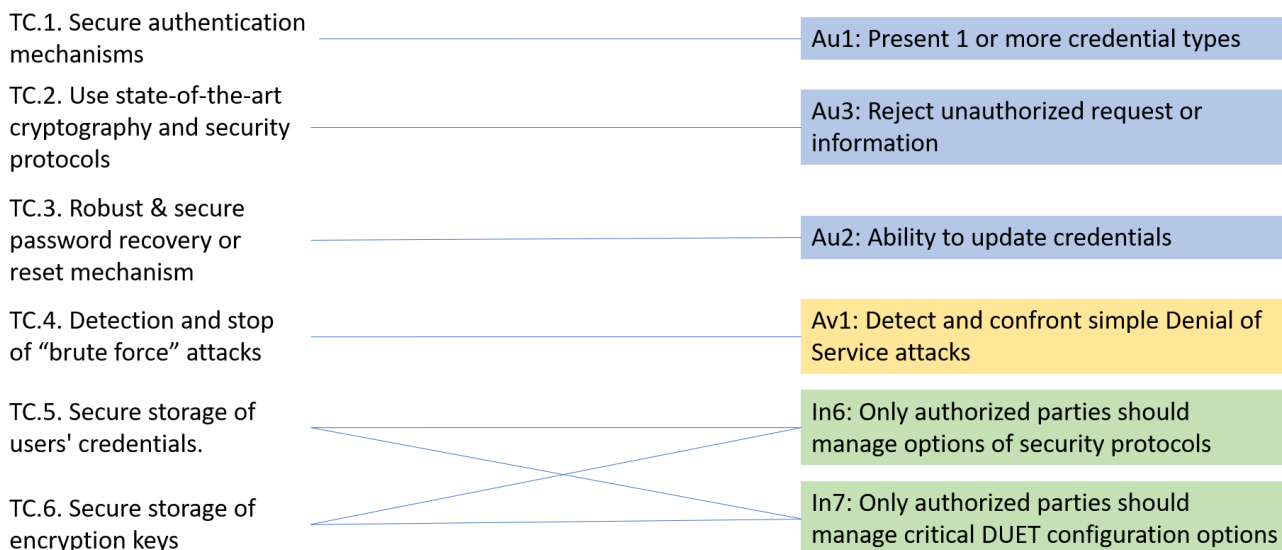 TC.1. Secure authentication
mechanisms
Au1: Present 1 or more credential types
TC.2. Use state-of-the-art
cryptography and security
protocols
Au3: Reject unauthorized request or
information
TC.3. Robust & secure
password recovery or
reset mechanism
Au2: Ability to update credentials
TC.4. Detection and stop
of “brute force” attacks
Av1: Detect and confront simple Denial of
Service attacks
TC.5. Secure storage of
users' credentials.
In6: Only authorized parties should
manage options of security protocols
TC.6. Secure storage of
encryption keys
In7: Only authorized parties should
manage critical DUET configuration options